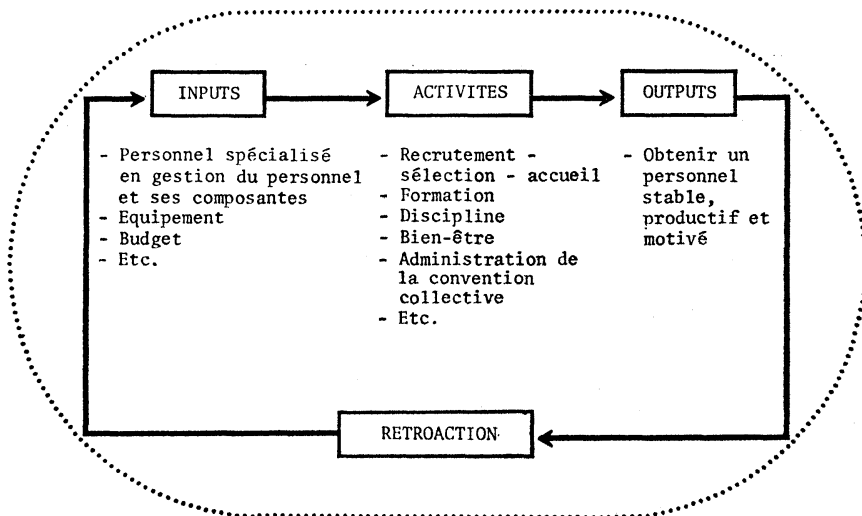 INPUTS
- Personnel spécialisé
en gestion du personnel
et ses composantes
- Equipement
- Budget
- Etc.
ACTIVITES
- Recrutement -
sélection - accueil
- Formation
- Discipline
- Bien-être
- Administration de
la convention
collective
- Etc.
OUTPUTS
- Obtenir un
personnel
stable,
productif et
motivé
RETROACTION